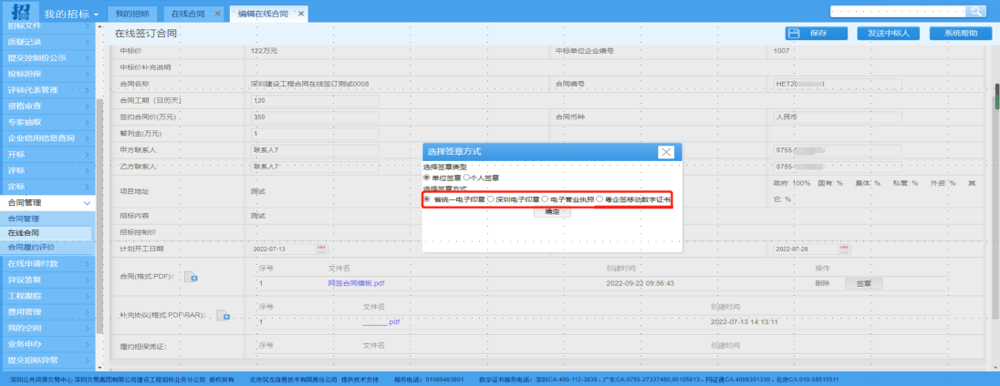 招 我的招标 我的招标 在线合同 × 编辑在线合同 ×
招标文件
质疑记录
提交控制价公示
投标担保
评标代表管理
资格审查
专家抽取
企业信用信息查询
开标
评标
定标
合同管理
合同管理
在线合同
合同履约评价
在线申请付款
异议答复
工程跟踪
费用管理
我的空间
业务申办
提交招标异常
在线签订合同 保存 发送中标人 系统帮助
中标价 122万元 中标单位企业编号 1007
中标价补充说明
合同名称 深圳建设工程合同在线签订测试0008 合同编号 HET20
合同工期(日历天) 120
签约合同价(万元) 350 合同币种 人民币
暂列金(万元) 1
甲方联系人 联系人7 0755-
乙方联系人 联系人7 0755-
项目地址 测试 政府: 100% 国有: % 集体: % 私营: % 外资: % 其
它: %
招标内容 测试
招标控制价
计划开工日期 2022-07-13 2022-07-28
选择签章方式
选择签章类型
单位签章 个人签章
选择签章方式
省统一电子印章 深圳电子印章 电子营业执照 粤企签移动数字证书
确定
合同(格式:PDF):
序号 文件名 创建时间 操作
1 网签合同模板.pdf 2022-09-22 09:56:43 删除 签章
补充协议(格式:PDF\RAR):
序号 文件名 创建时间
1 ______.pdf 2022-07-13 14:13:11
履约担保凭证: 序号 文件名 创建时间
深圳公共资源交易中心 深圳交易集团有限公司建设工程招标业务分公司 版权所有 北京筑龙信息技术有限责任公司 提供技术支持 服务电话:01086483801 数字证书服务电话:深圳CA:400-112-3838、广东CA:0755-27337480,95105813、网证通CA:4008301330、北京CA:010-58515511